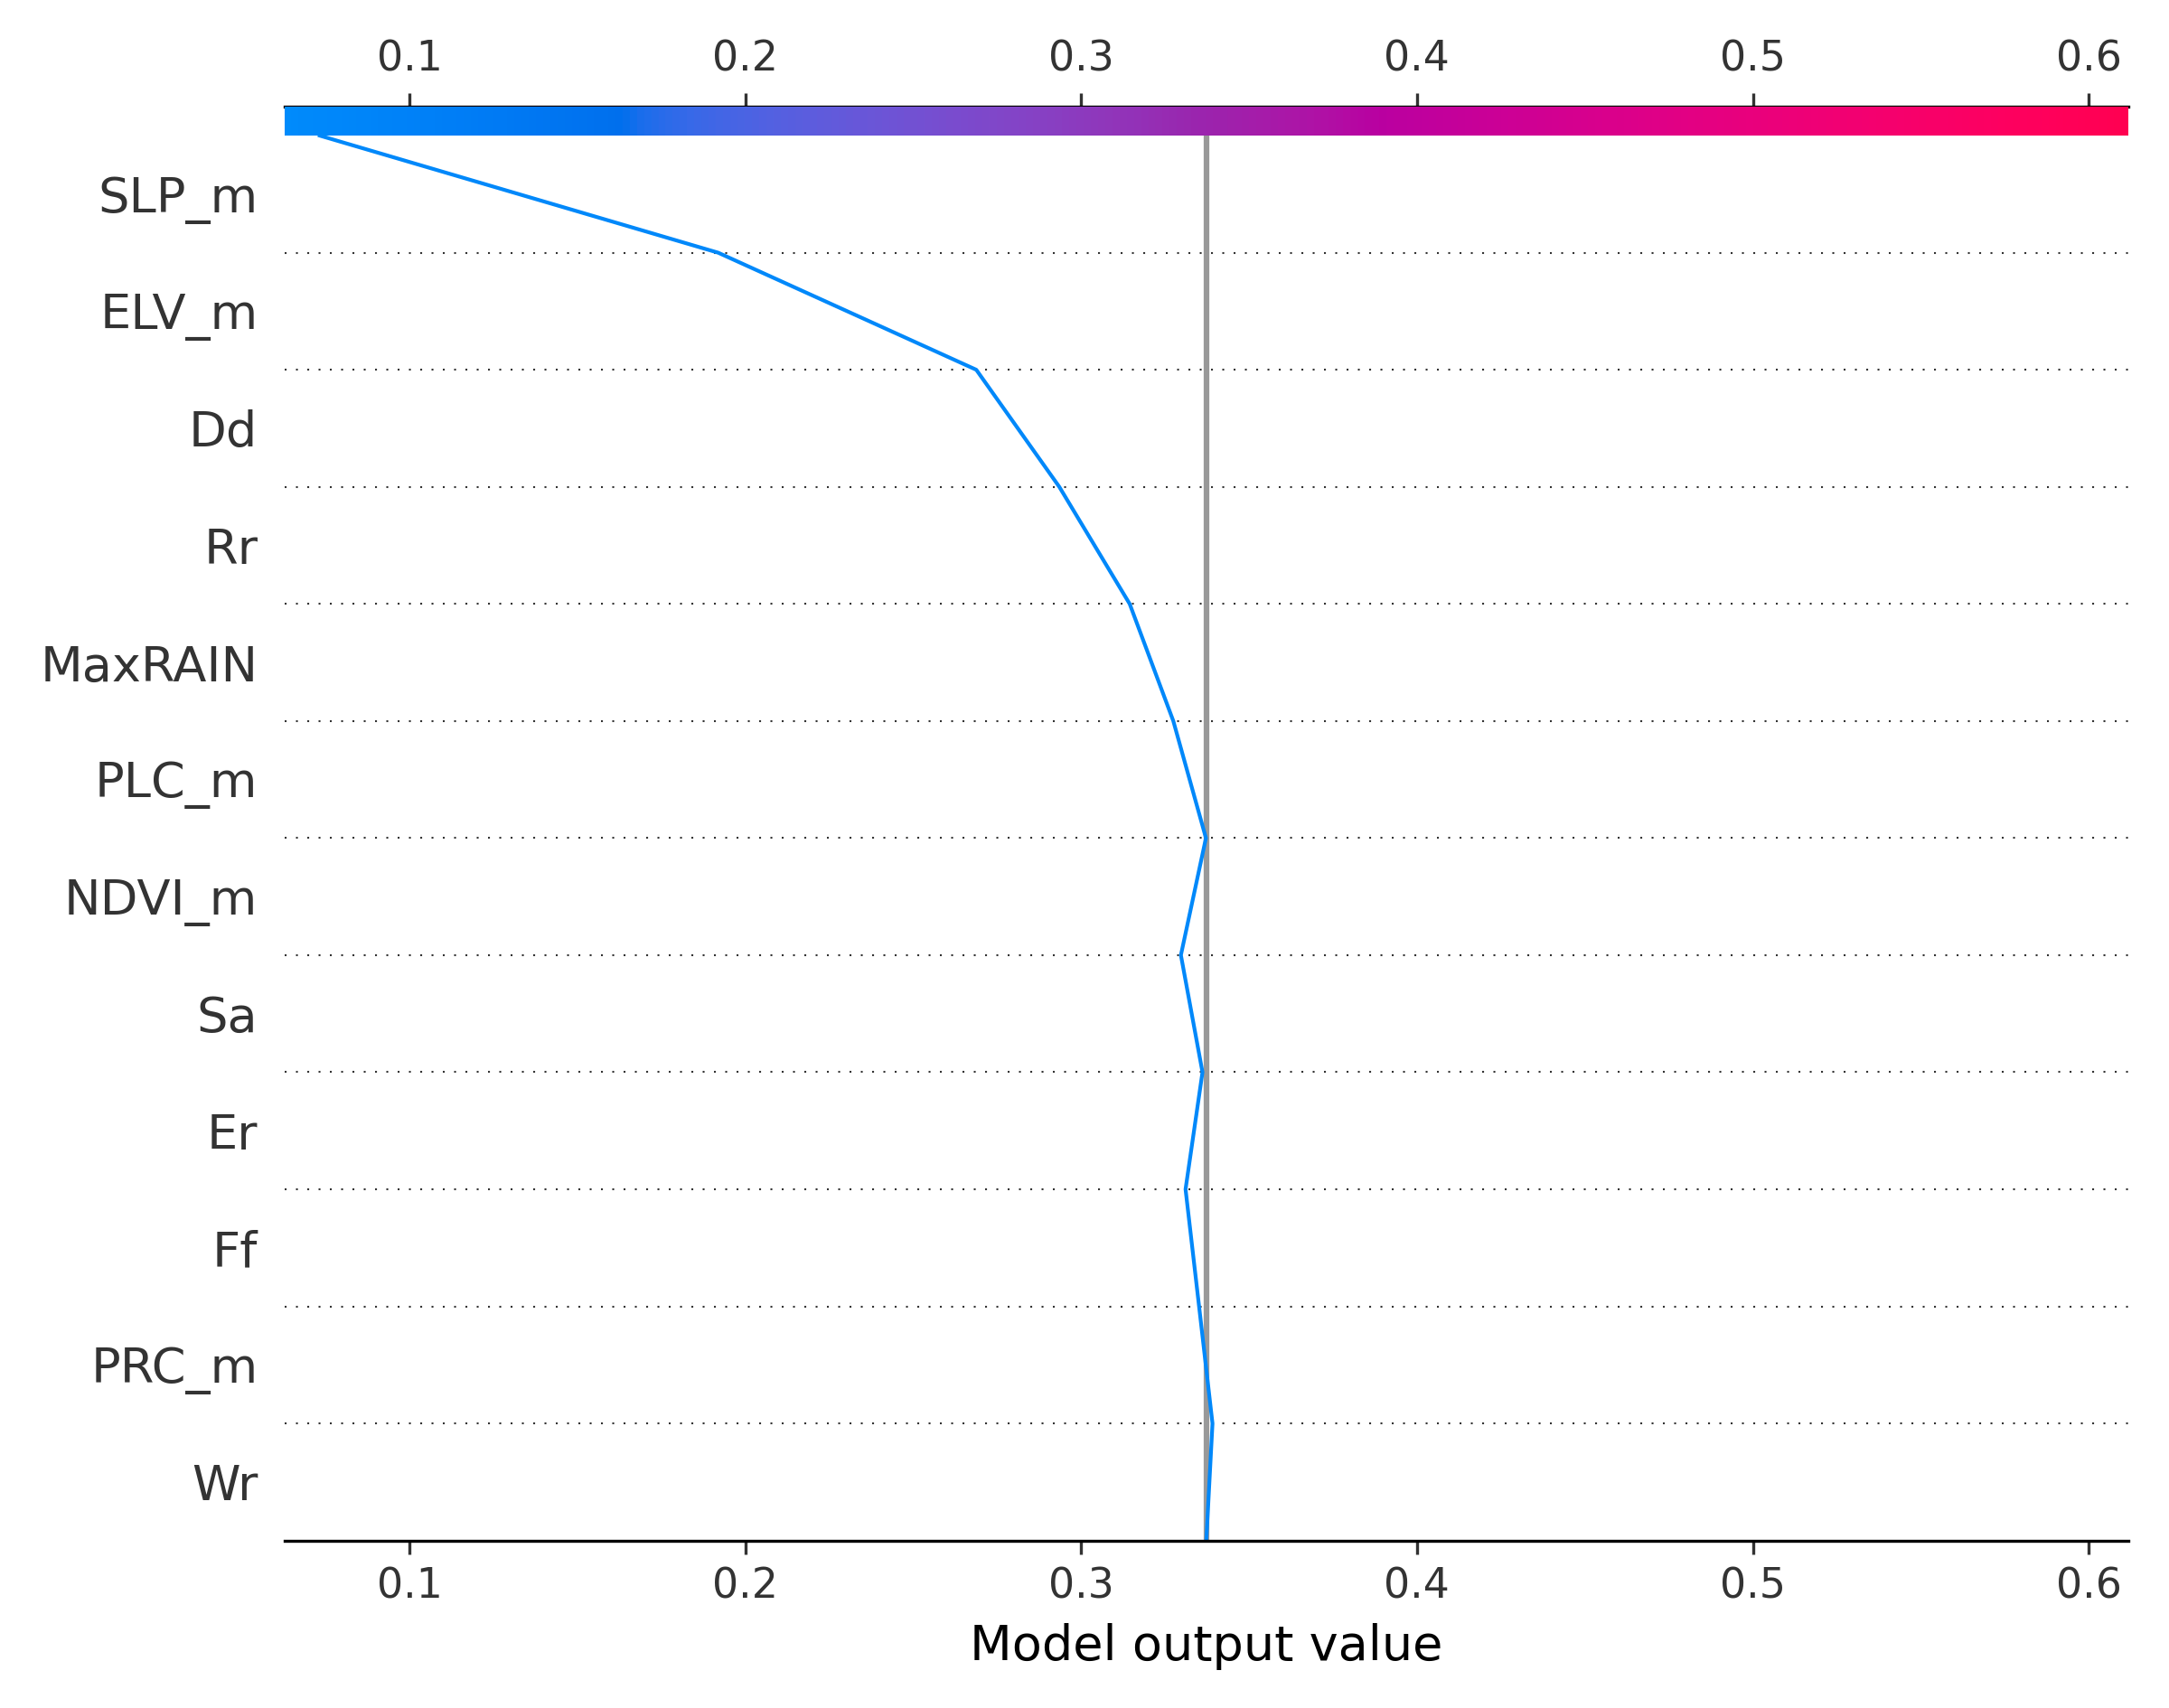 0.1 0.2 0.3 0.4 0.5 0.6
SLP_m
ELV_m
Dd
Rr
MaxRAIN
PLC_m
NDVI_m
Sa
Er
Ff
PRC_m
Wr
0.1 0.2 0.3 0.4 0.5 0.6
Model output value